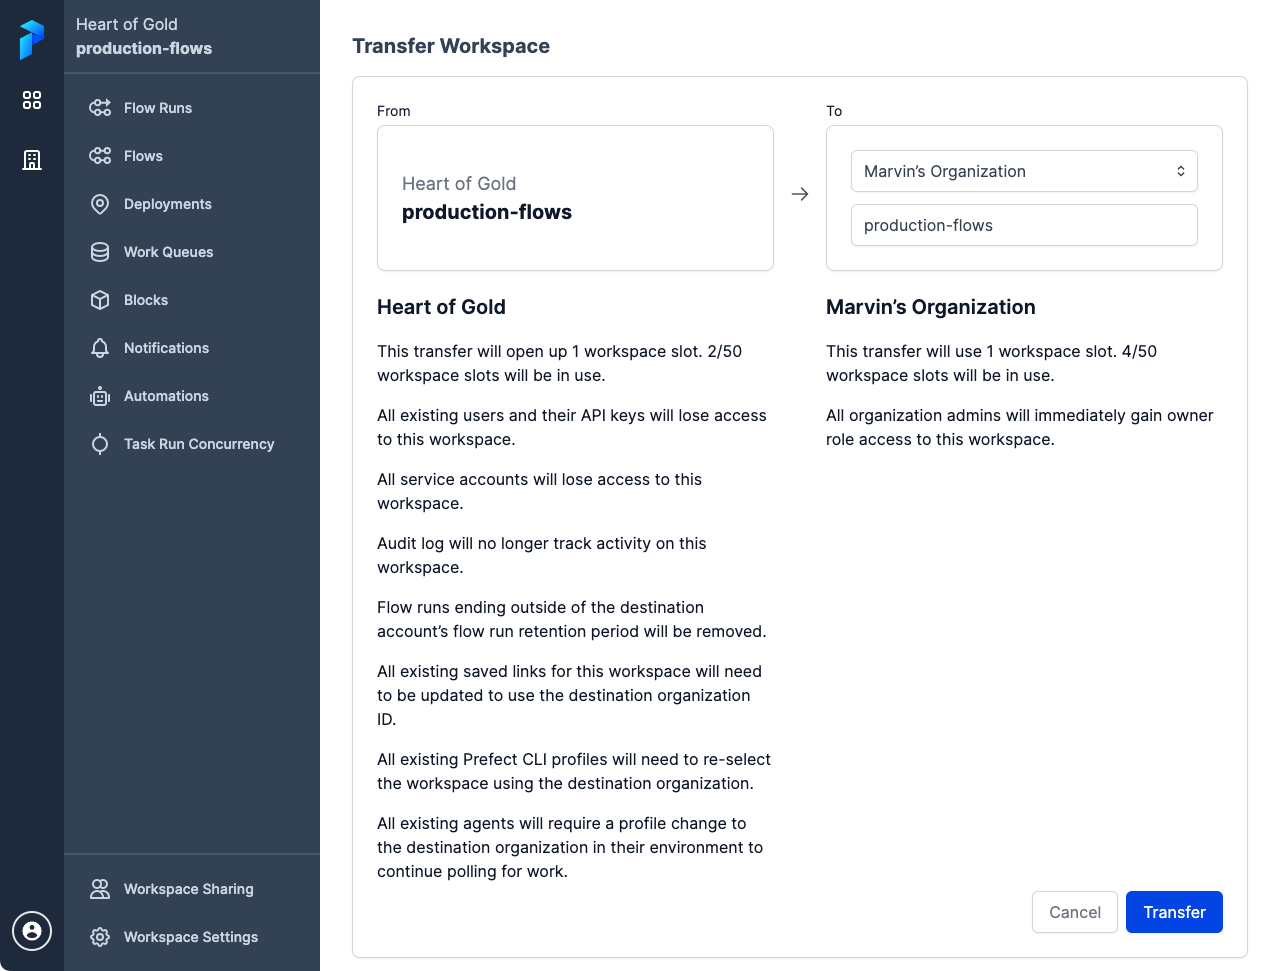 Heart of Gold
production-flows
Flow Runs
Flows
Deployments
Work Queues
Blocks
Notifications
Automations
Task Run Concurrency
Workspace Sharing
Workspace Settings
Transfer Workspace
From
Heart of Gold
production-flows
To
Marvin’s Organization
production-flows
Heart of Gold
This transfer will open up 1 workspace slot. 2/50
workspace slots will be in use.
All existing users and their API keys will lose access
to this workspace.
All service accounts will lose access to this
workspace.
Audit log will no longer track activity on this
workspace.
Flow runs ending outside of the destination
account’s flow run retention period will be removed.
All existing saved links for this workspace will need
to be updated to use the destination organization
ID.
All existing Prefect CLI profiles will need to re-select
the workspace using the destination organization.
All existing agents will require a profile change to
the destination organization in their environment to
continue polling for work.
Marvin’s Organization
This transfer will use 1 workspace slot. 4/50
workspace slots will be in use.
All organization admins will immediately gain owner
role access to this workspace.
Cancel
Transfer